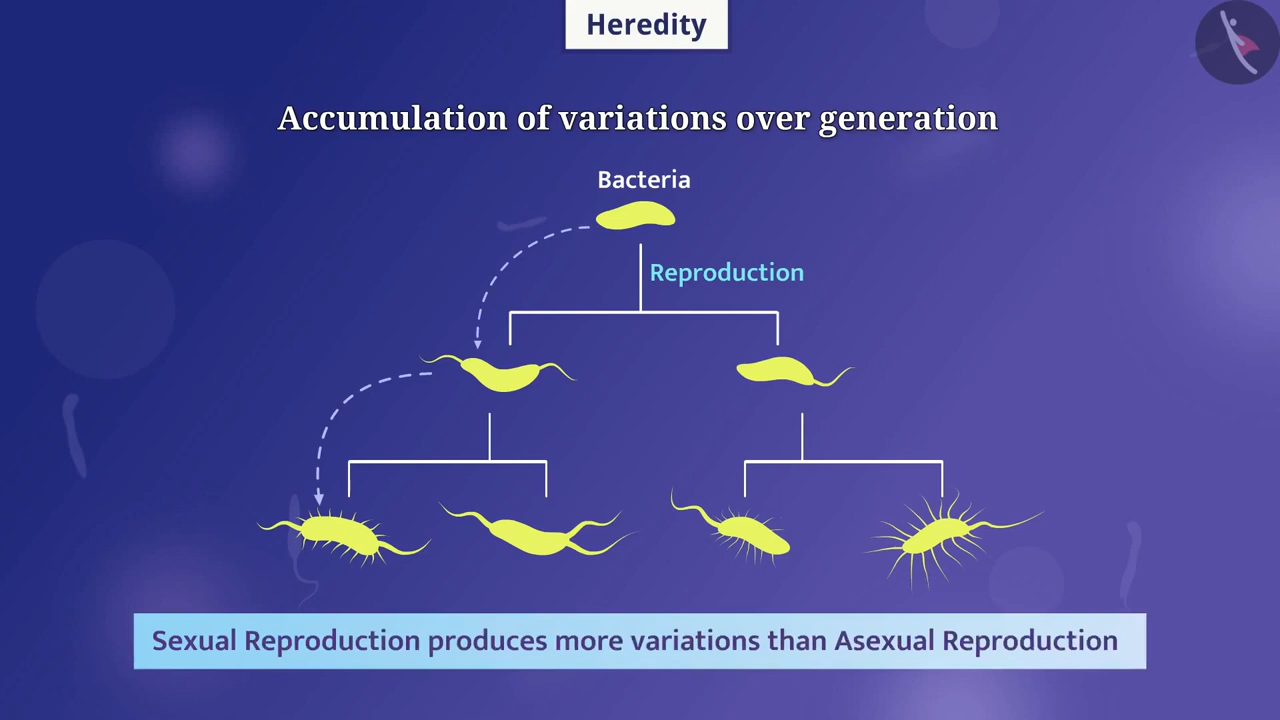 Heredity
Accumulation of variations over generation
Bacteria
Reproduction
Sexual Reproduction produces more variations than Asexual Reproduction